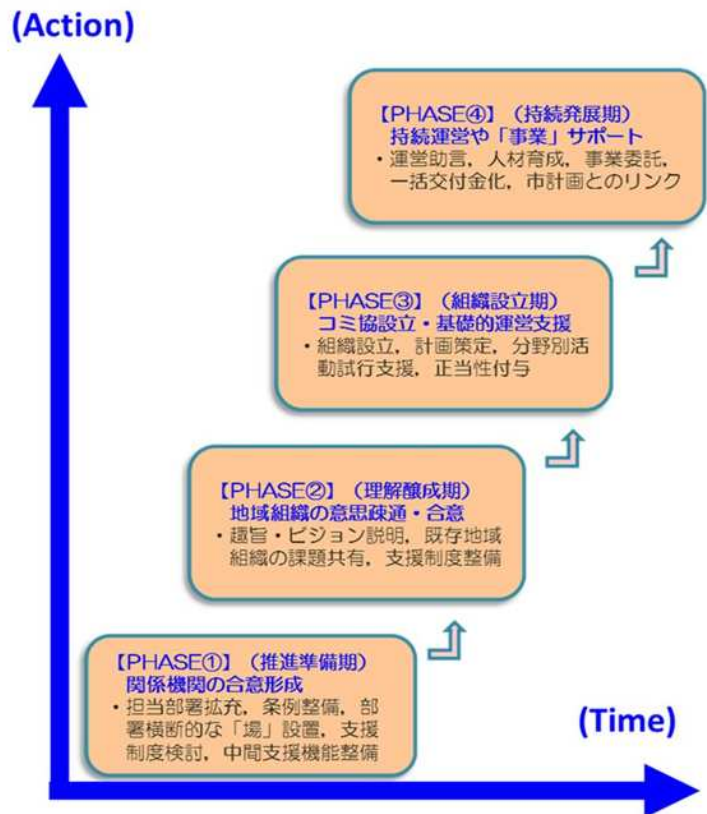 (Action)
【PHASE④】（持続発展期）
持続運営や「事業」サポート
・運営助言，人材育成，事業委託，
一括交付金化，市計画とのリンク
【PHASE③】（組織設立期）
コミ協設立・基礎的運営支援
・組織設立，計画策定，分野別活
動試行支援，正当性付与
【PHASE②】（理解醸成期）
地域組織の意思疎通・合意
・趣旨・ビジョン説明，既存地域
組織の課題共有，支援制度整備
【PHASE①】（推進準備期）
関係機関の合意形成
・担当部署拡充，条例整備，部
署横断的な「場」設置，支援
制度検討，中間支援機能整備
(Time)